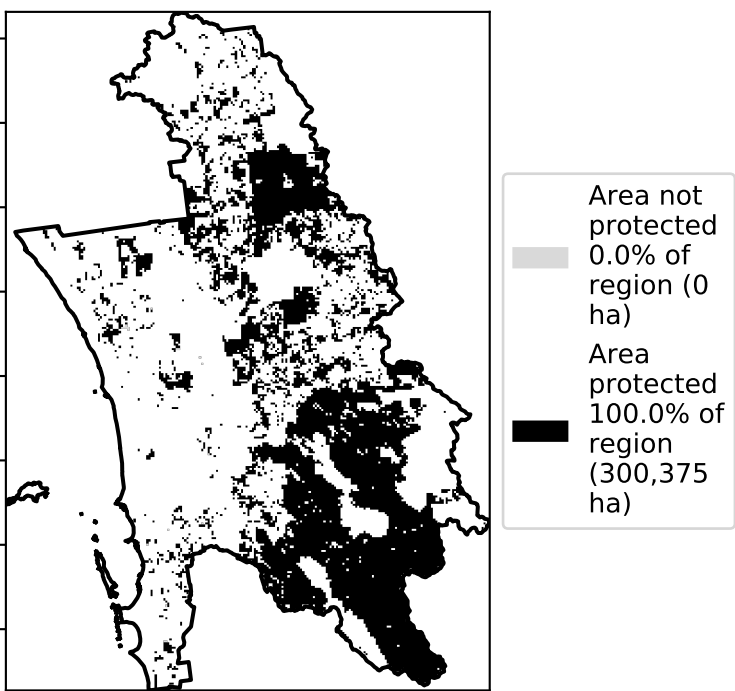 Area not
protected
0.0% of
region (0
ha)
Area
protected
100.0% of
region
(300,375
ha)